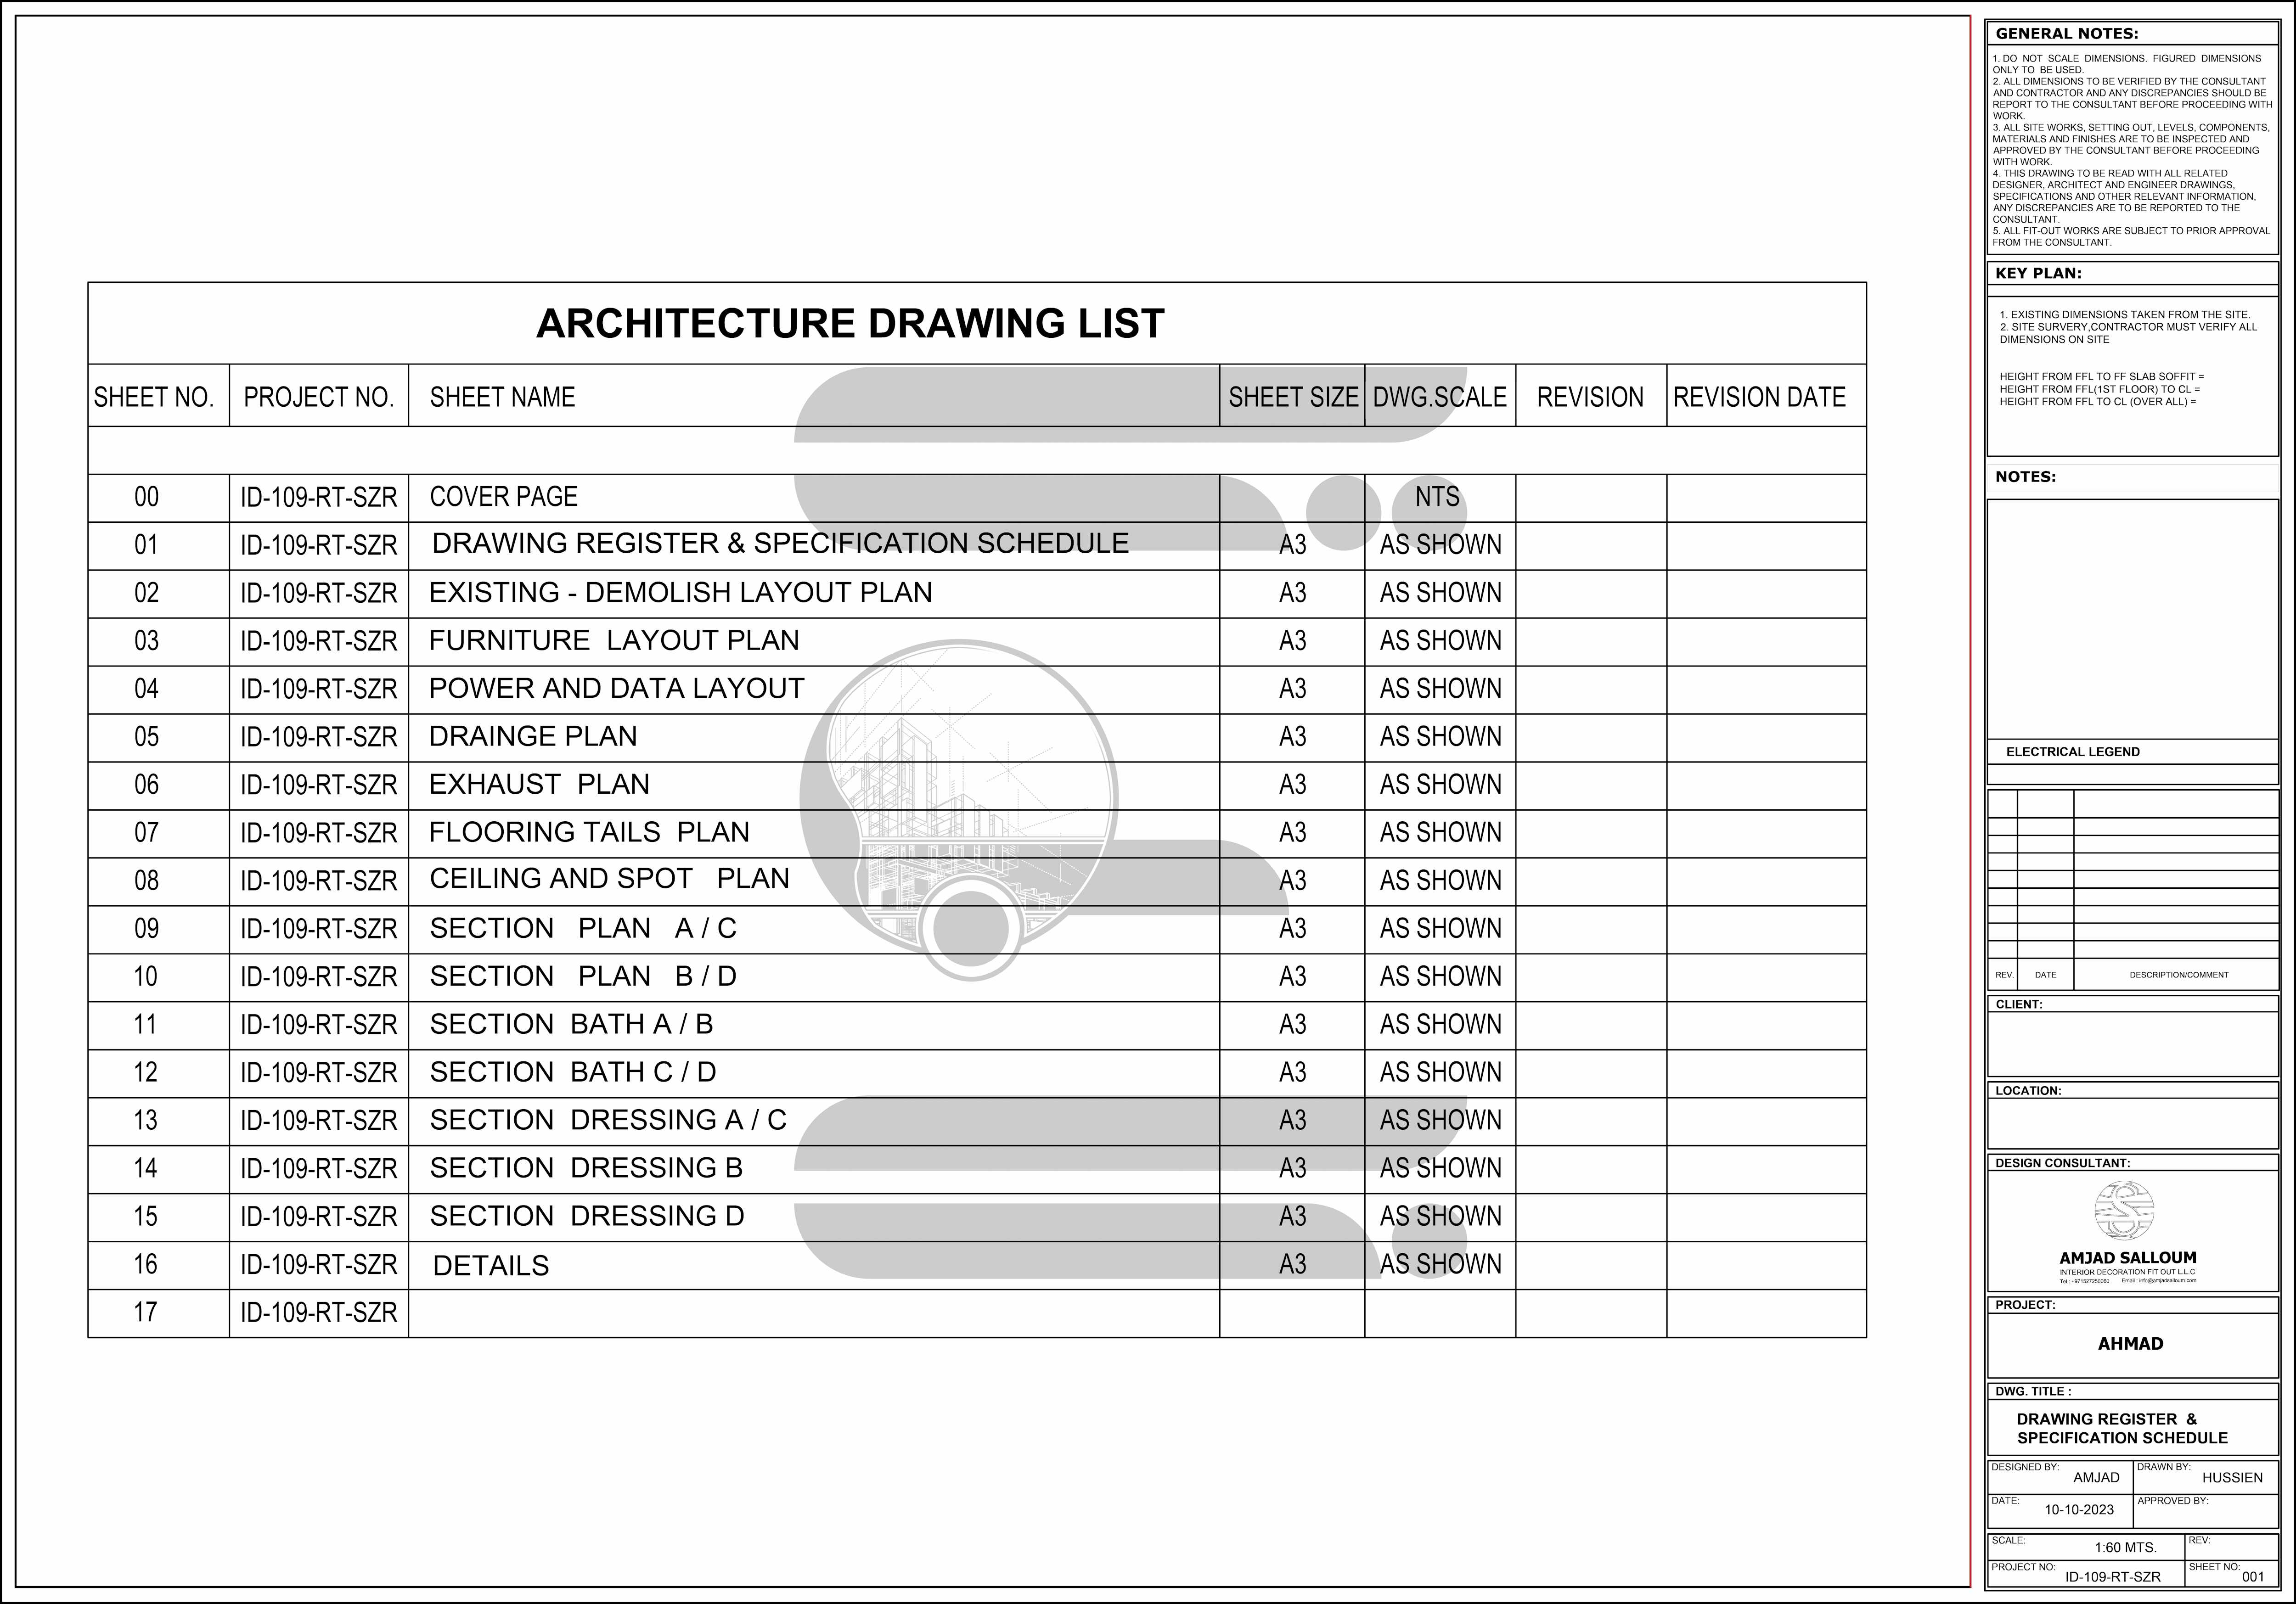 ARCHITECTURE DRAWING LIST
SHEET NO. PROJECT NO. SHEET NAME SHEET SIZE DWG.SCALE REVISION REVISION DATE
00 ID-109-RT-SZR COVER PAGE NTS
01 ID-109-RT-SZR DRAWING REGISTER & SPECIFICATION SCHEDULE A3 AS SHOWN
02 ID-109-RT-SZR EXISTING - DEMOLISH LAYOUT PLAN A3 AS SHOWN
03 ID-109-RT-SZR FURNITURE LAYOUT PLAN A3 AS SHOWN
04 ID-109-RT-SZR POWER AND DATA LAYOUT A3 AS SHOWN
05 ID-109-RT-SZR DRAINGE PLAN A3 AS SHOWN
06 ID-109-RT-SZR EXHAUST PLAN A3 AS SHOWN
07 ID-109-RT-SZR FLOORING TAILS PLAN A3 AS SHOWN
08 ID-109-RT-SZR CEILING AND SPOT PLAN A3 AS SHOWN
09 ID-109-RT-SZR SECTION PLAN A / C A3 AS SHOWN
10 ID-109-RT-SZR SECTION PLAN B / D A3 AS SHOWN
11 ID-109-RT-SZR SECTION BATH A / B A3 AS SHOWN
12 ID-109-RT-SZR SECTION BATH C / D A3 AS SHOWN
13 ID-109-RT-SZR SECTION DRESSING A / C A3 AS SHOWN
14 ID-109-RT-SZR SECTION DRESSING B A3 AS SHOWN
15 ID-109-RT-SZR SECTION DRESSING D A3 AS SHOWN
16 ID-109-RT-SZR DETAILS A3 AS SHOWN
17 ID-109-RT-SZR
GENERAL NOTES:
1. DO NOT SCALE DIMENSIONS. FIGURED DIMENSIONS
ONLY TO BE USED.
2. ALL DIMENSIONS TO BE VERIFIED BY THE CONSULTANT
AND CONTRACTOR AND ANY DISCREPANCIES SHOULD BE
REPORT TO THE CONSULTANT BEFORE PROCEEDING WITH
WORK.
3. ALL SITE WORKS, SETTING OUT, LEVELS, COMPONENTS,
MATERIALS AND FINISHES ARE TO BE INSPECTED AND
APPROVED BY THE CONSULTANT BEFORE PROCEEDING
WITH WORK.
4. THIS DRAWING TO BE READ WITH ALL RELATED
DESIGNER, ARCHITECT AND ENGINEER DRAWINGS,
SPECIFICATIONS AND OTHER RELEVANT INFORMATION,
ANY DISCREPANCIES ARE TO BE REPORTED TO THE
CONSULTANT.
5. ALL FIT-OUT WORKS ARE SUBJECT TO PRIOR APPROVAL
FROM THE CONSULTANT.
KEY PLAN:
1. EXISTING DIMENSIONS TAKEN FROM THE SITE.
2. SITE SURVERY,CONTRACTOR MUST VERIFY ALL
DIMENSIONS ON SITE
HEIGHT FROM FFL TO FF SLAB SOFFIT =
HEIGHT FROM FFL(1ST FLOOR) TO CL =
HEIGHT FROM FFL TO CL (OVER ALL) =
NOTES:
ELECTRICAL LEGEND
REV. DATE DESCRIPTION/COMMENT
CLIENT:
LOCATION:
DESIGN CONSULTANT:
AMJAD SALLOUM
INTERIOR DECORATION FIT OUT L.L.C
Tel : +971527250060 Email : info@amjadsalloum.com
PROJECT:
AHMAD
DWG. TITLE :
DRAWING REGISTER &
SPECIFICATION SCHEDULE
DESIGNED BY: AMJAD DRAWN BY: HUSSIEN
DATE: 10-10-2023 APPROVED BY:
SCALE: 1:60 MTS. REV:
PROJECT NO: ID-109-RT-SZR SHEET NO: 001